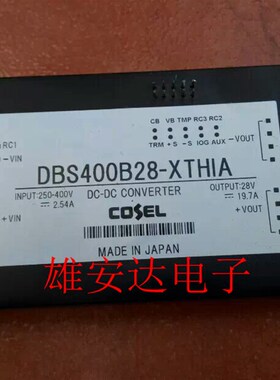 CB VB TMP RC3 RC2
TRM +S -S IOG AUX
RC1
-VIN
-VOUT
DBS400B28-XTHIA
INPUT:250-400V
2.54A
DC-DC CONVERTER
OUTPUT:28V
19.7A
+VIN
+VOUT
COSEL
MADE IN JAPAN
雄安达电子